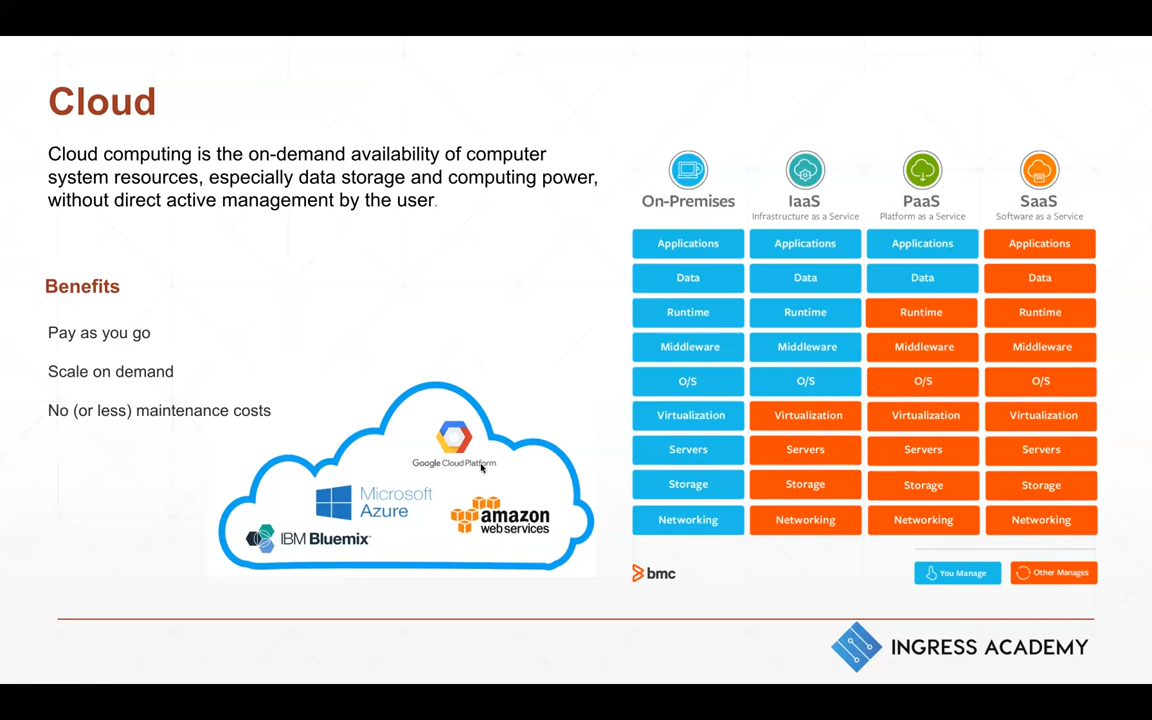 Cloud
Cloud computing is the on-demand availability of computer
system resources, especially data storage and computing power,
without direct active management by the user.
Benefits
Pay as you go
Scale on demand
No (or less) maintenance costs
Google Cloud Platform
Microsoft
Azure
amazon
web services
IBM Bluemix
On-Premises IaaS PaaS SaaS
Infrastructure as a Service Platform as a Service Software as a Service
Applications Applications Applications Applications
Data Data Data Data
Runtime Runtime Runtime Runtime
Middleware Middleware Middleware Middleware
O/S O/S O/S O/S
Virtualization Virtualization Virtualization Virtualization
Servers Servers Servers Servers
Storage Storage Storage Storage
Networking Networking Networking Networking
bmc You Manage Other Manages
INGRESS ACADEMY